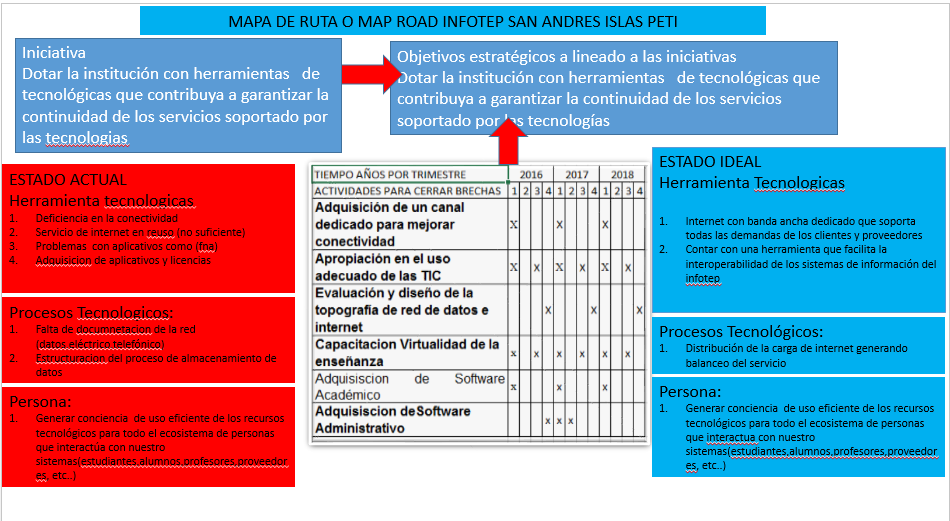 MAPA DE RUTA O MAP ROAD INFOTEP SAN ANDRES ISLAS PETI
Iniciativa
Dotar la institución con herramientas de
tecnológicas que contribuya a garantizar la
continuidad de los servicios soportado por
las tecnologias
Objetivos estratégicos a lineado a las iniciativas
Dotar la institución con herramientas de tecnológicas que
contribuya a garantizar la continuidad de los servicios
soportado por las tecnologías
ESTADO ACTUAL
Herramienta tecnologicas
1. Deficiencia en la conectividad
2. Servicio de internet en reuso (no suficiente)
3. Problemas con aplicativos como (fna)
4. Adquisicion de aplicativos y licencias
Procesos Tecnologicos:
1. Falta de documnetacion de la red
(datos eléctrico telefónico)
2. Estructuracion del proceso de almacenamiento de
datos
Persona:
1. Generar conciencia de uso eficiente de los recursos
tecnológicos para todo el ecosistema de personas
que interactúa con nuestro
sistemas(estudiantes,alumnos,profesores,proveedor
es, etc..)
TIEMPO AÑOS POR TRIMESTRE 2016 2017 2018
ACTIVIDADES PARA CERRAR BRECHAS 1 2 3 4 1 2 3 4 1 2 3 4
Adquisición de un canal
dedicado para mejorar X x x
conectividad
Apropiación en el uso
adecuado de las TIC X x X x X x
Evaluación y diseño de la
topografía de red de datos e x x x
internet
Capacitacion Virtualidad de la
enseñanza x x x x x x
Adquisiscion de Software
Académico x x x
Adquisiscion deSoftware
Administrativo x x x
ESTADO IDEAL
Herramienta Tecnologicas
1. Internet con banda ancha dedicado que soporta
todas las demandas de los clientes y proveedores
2. Contar con una herramienta que facilita la
interoperabilidad de los sistemas de información del
infotep
Procesos Tecnológicos:
1. Distribución de la carga de internet generando
balanceo del servicio
Persona:
1. Generar conciencia de uso eficiente de los recursos
tecnológicos para todo el ecosistema de personas
que interactua con nuestro
sistemas(estudiantes,alumnos,profesores,proveedor
es, etc..)